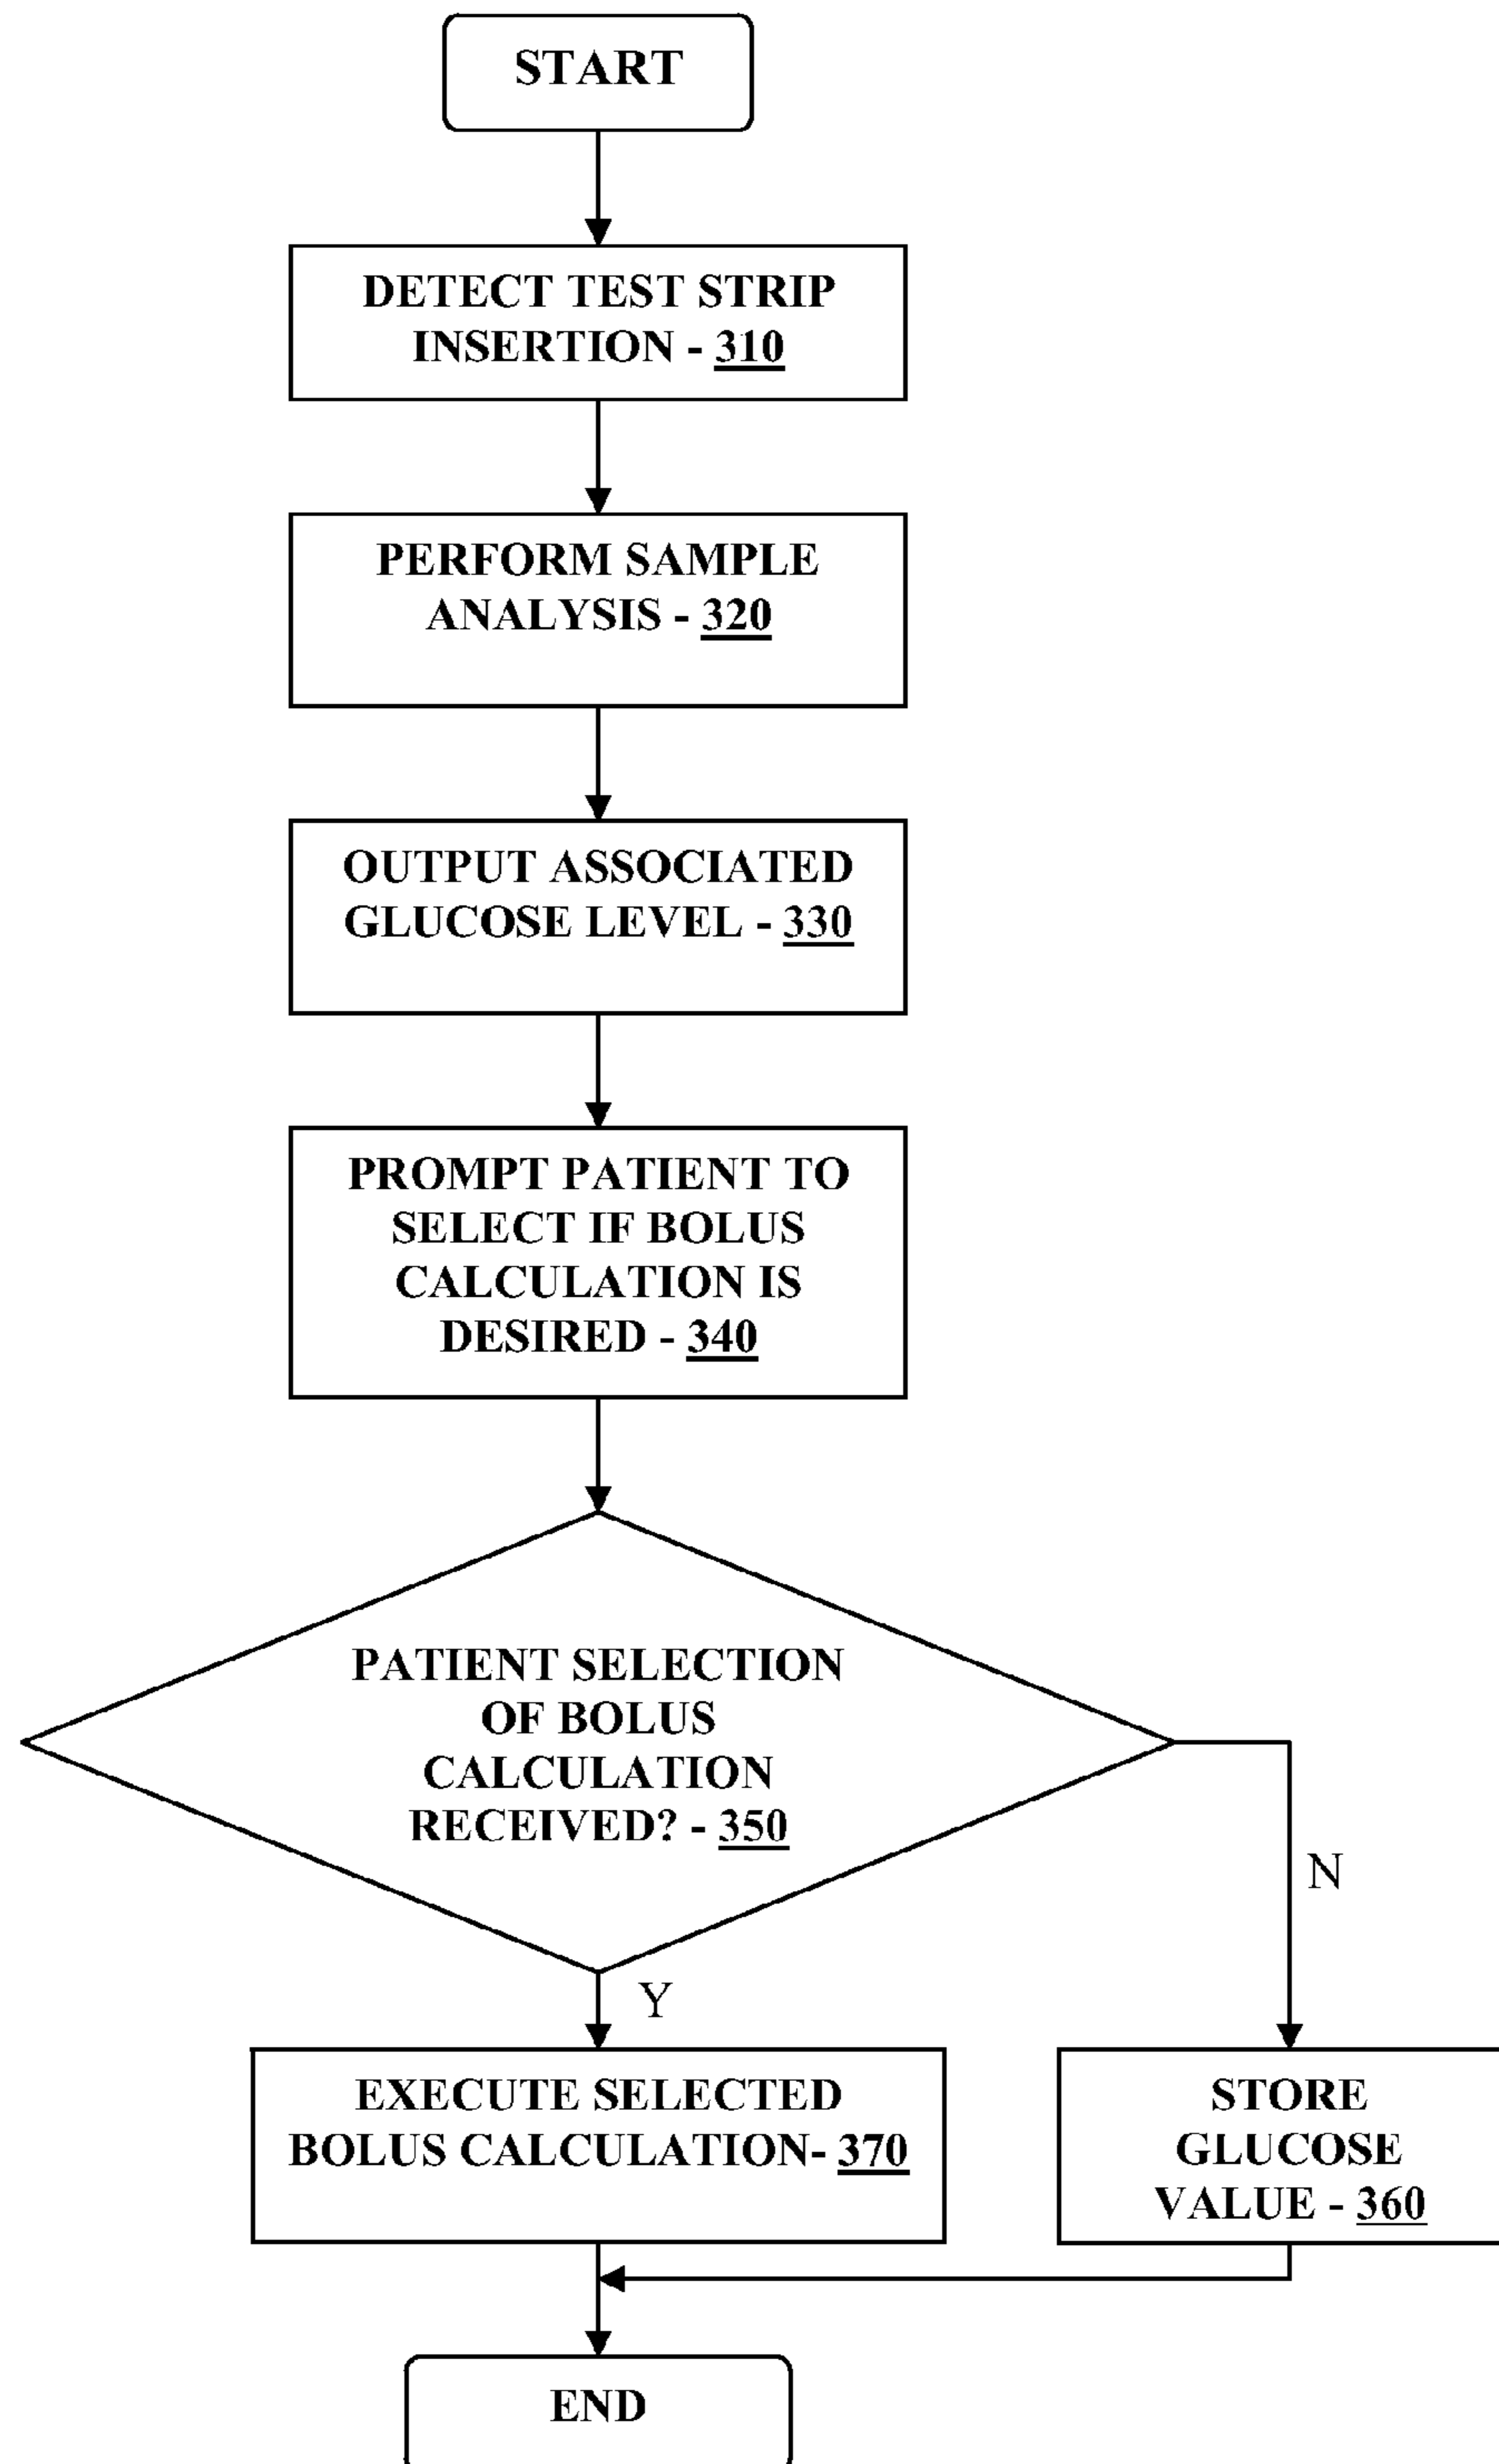 START
DETECT TEST STRIP
INSERTION - 310
PERFORM SAMPLE
ANALYSIS - 320
OUTPUT ASSOCIATED
GLUCOSE LEVEL - 330
PROMPT PATIENT TO
SELECT IF BOLUS
CALCULATION IS
DESIRED - 340
PATIENT SELECTION
OF BOLUS
CALCULATION
RECEIVED? - 350
N
Y
EXECUTE SELECTED
BOLUS CALCULATION- 370
STORE
GLUCOSE
VALUE - 360
END